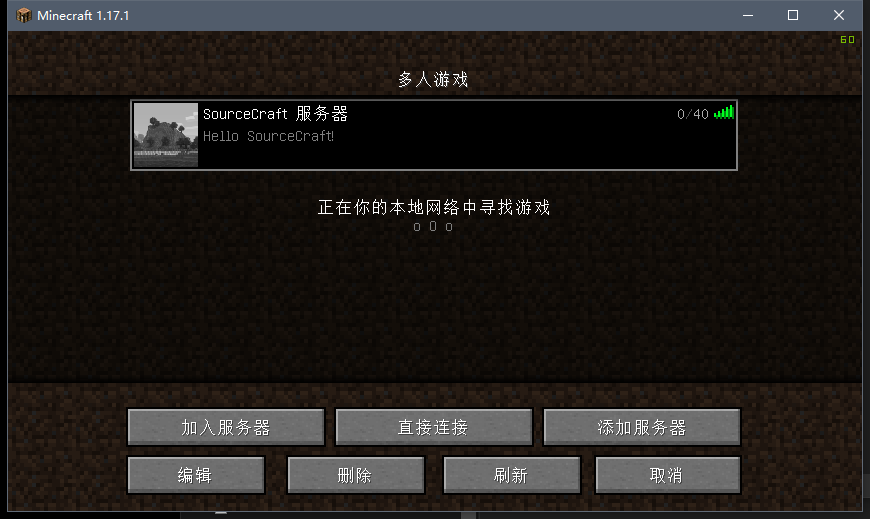 Minecraft 1.17.1
60
多人游戏
SourceCraft 服务器 0/40
Hello SourceCraft!
正在你的本地网络中寻找游戏
o O o
加入服务器 直接连接 添加服务器
编辑 删除 刷新 取消